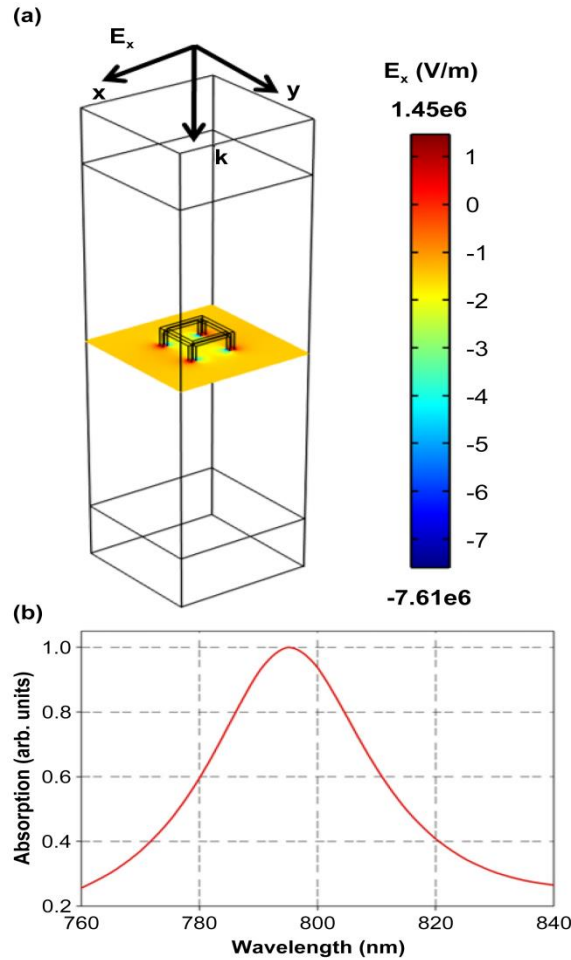 (a)
Eₓ
x
y
k
Eₓ (V/m)
1.45e6
1
0
-1
-2
-3
-4
-5
-6
-7
-7.61e6
(b)
Absorption (arb. units)
1.0
0.8
0.6
0.4
0.2
760 780 800 820 840
Wavelength (nm)